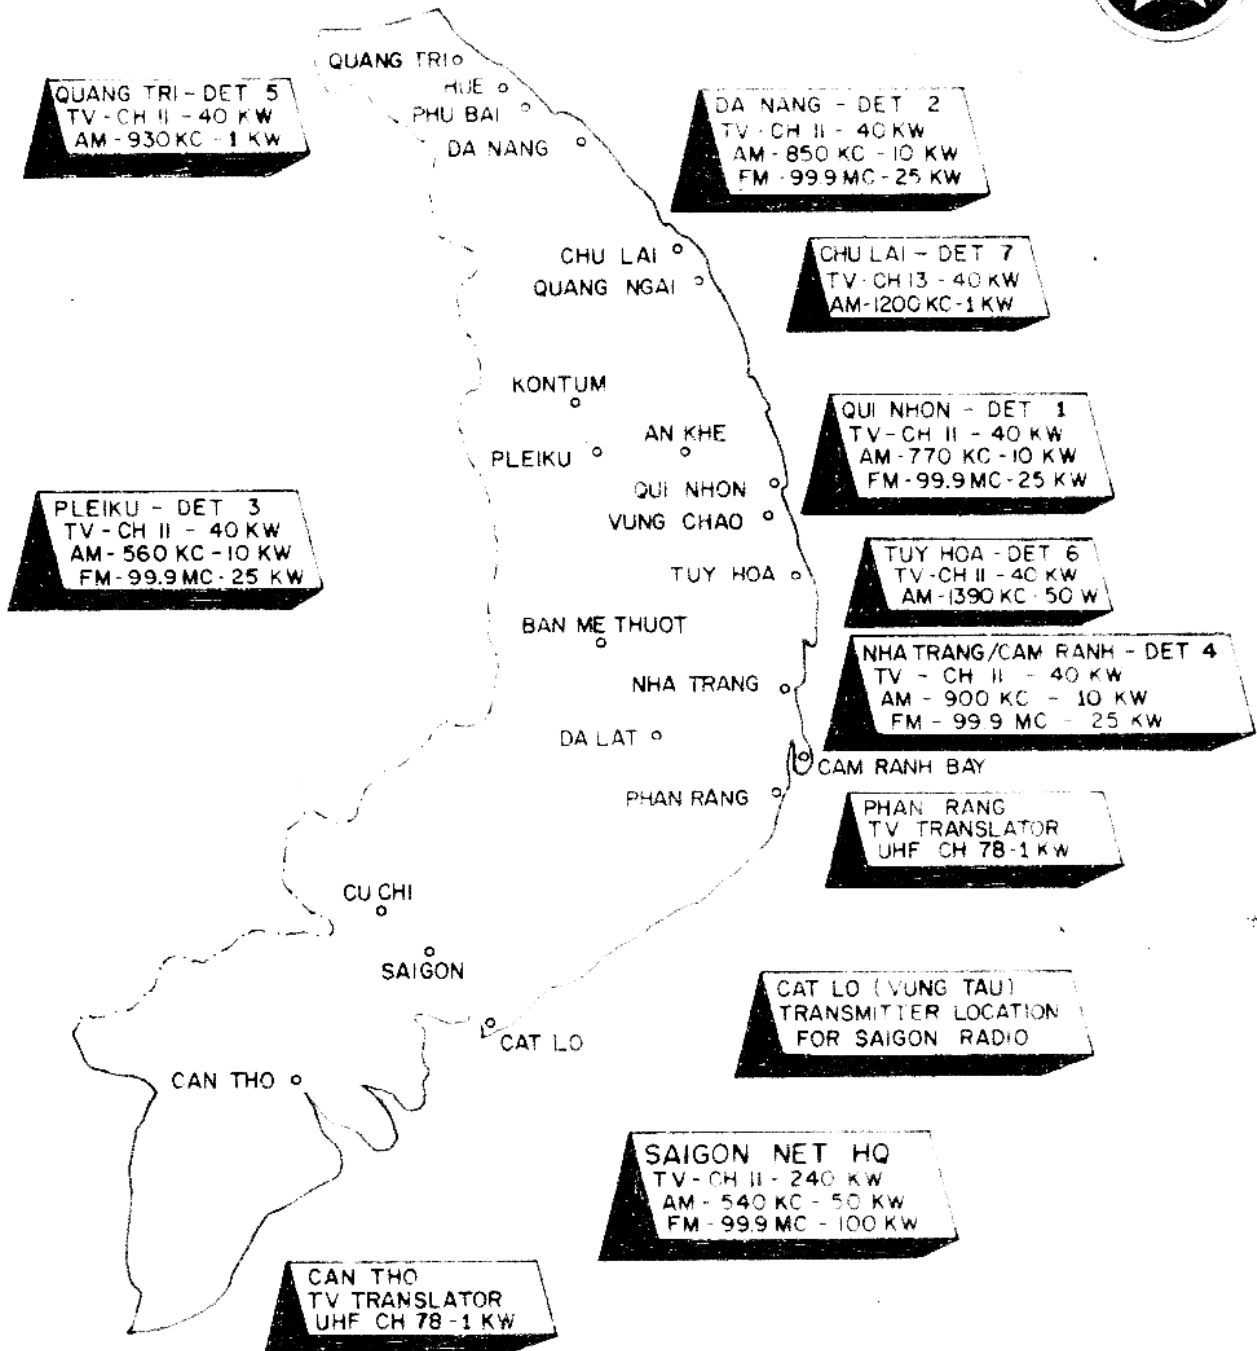 QUANG TRI
HUE
PHU BAI
DA NANG
QUANG TRI - DET 5
TV - CH 11 - 40 KW
AM - 930 KC - 1 KW
DA NANG - DET 2
TV - CH 11 - 40 KW
AM - 850 KC - 10 KW
FM - 99.9 MC - 25 KW
CHU LAI
QUANG NGAI
CHU LAI - DET 7
TV - CH 13 - 40 KW
AM - 1200 KC - 1 KW
KONTUM
AN KHE
PLEIKU
QUI NHON
VUNG CHAO
QUI NHON - DET 1
TV - CH 11 - 40 KW
AM - 770 KC - 10 KW
FM - 99.9 MC - 25 KW
PLEIKU - DET 3
TV - CH 11 - 40 KW
AM - 560 KC - 10 KW
FM - 99.9 MC - 25 KW
TUY HOA
TUY HOA - DET 6
TV - CH 11 - 40 KW
AM - 1390 KC - 50 W
BAN ME THUOT
NHA TRANG
NHA TRANG/CAM RANH - DET 4
TV - CH 11 - 40 KW
AM - 900 KC - 10 KW
FM - 99.9 MC - 25 KW
DA LAT
CAM RANH BAY
PHAN RANG
PHAN RANG
TV TRANSLATOR
UHF CH 78 - 1 KW
CU CHI
SAIGON
CAT LO
CAT LO (VUNG TAU)
TRANSMITTER LOCATION
FOR SAIGON RADIO
CAN THO
SAIGON NET HQ
TV - CH 11 - 240 KW
AM - 540 KC - 50 KW
FM - 99.9 MC - 100 KW
CAN THO
TV TRANSLATOR
UHF CH 78 - 1 KW